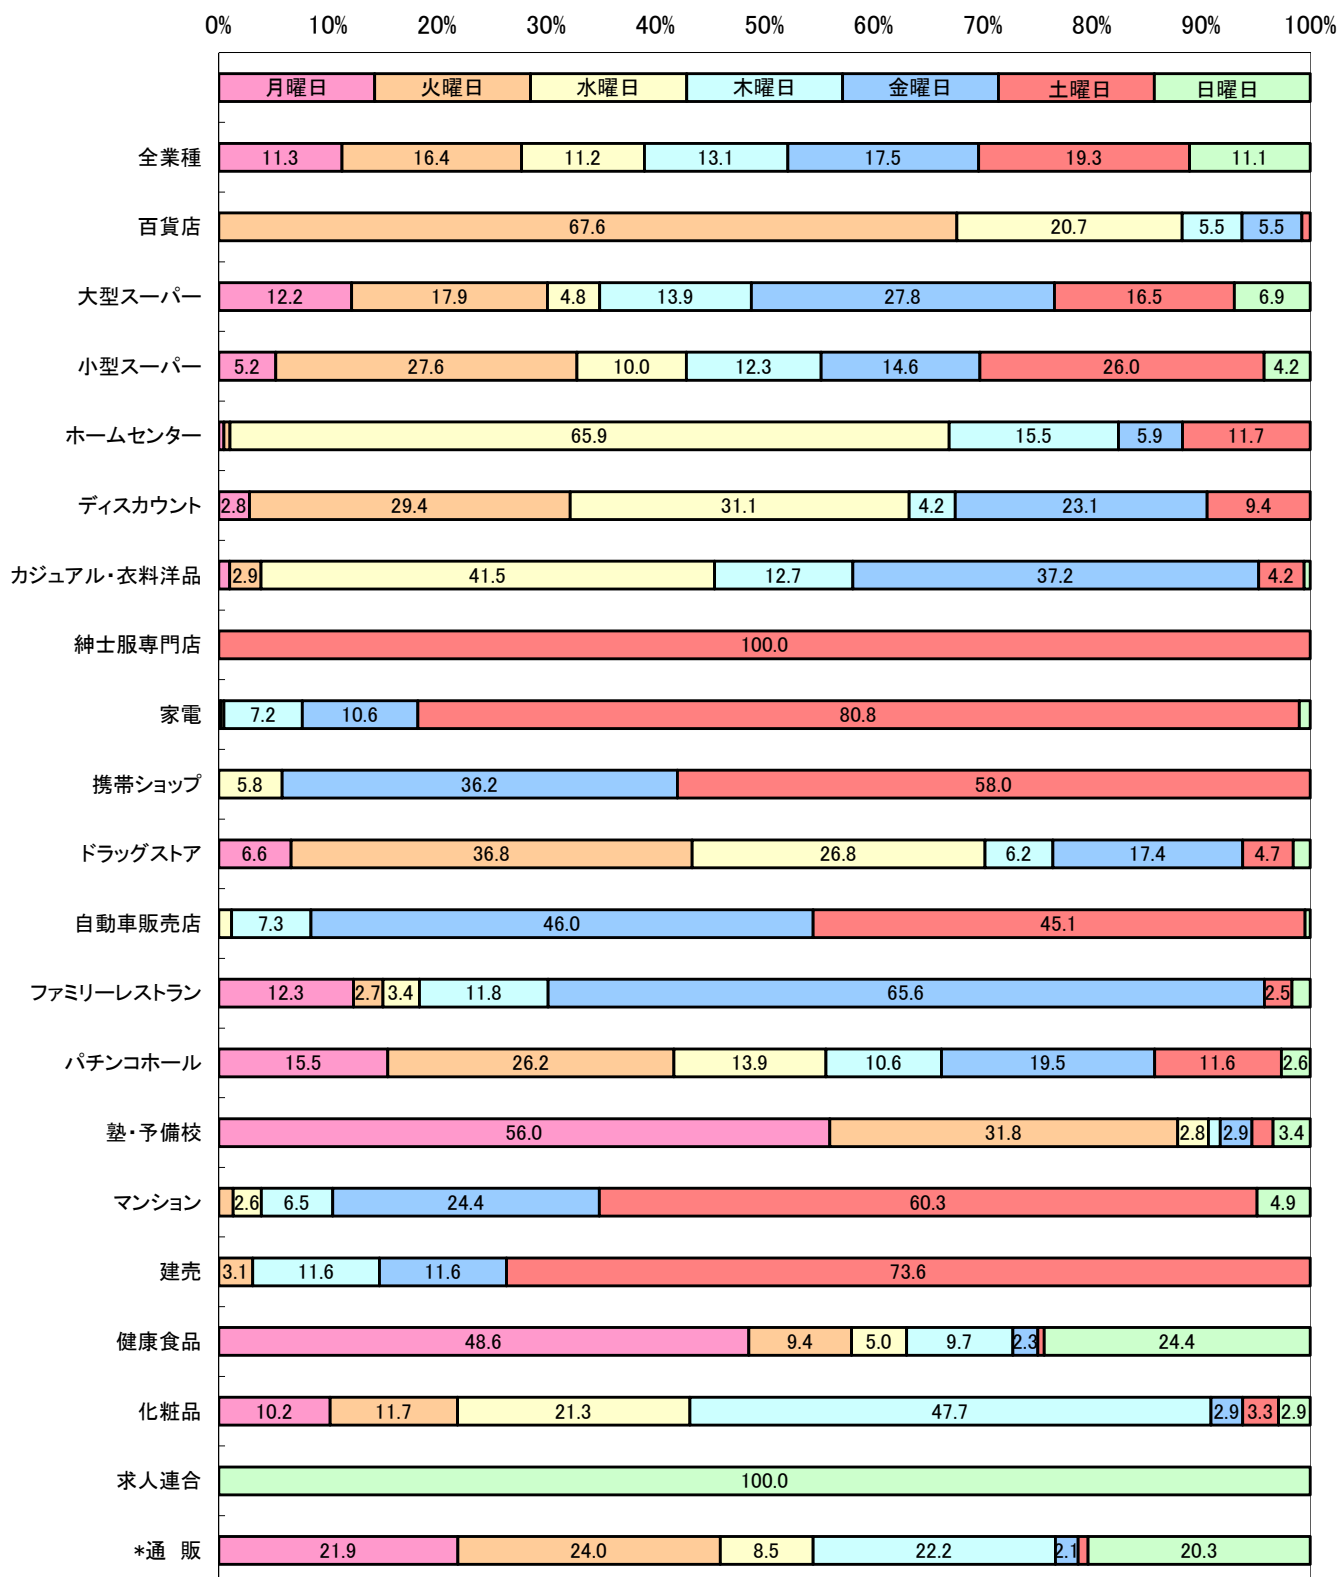 0% 10% 20% 30% 40% 50% 60% 70% 80% 90% 100%
月曜日 火曜日 水曜日 木曜日 金曜日 土曜日 日曜日
全業種 11.3 16.4 11.2 13.1 17.5 19.3 11.1
百貨店 67.6 20.7 5.5 5.5
大型スーパー 12.2 17.9 4.8 13.9 27.8 16.5 6.9
小型スーパー 5.2 27.6 10.0 12.3 14.6 26.0 4.2
ホームセンター 65.9 15.5 5.9 11.7
ディスカウント 2.8 29.4 31.1 4.2 23.1 9.4
カジュアル・衣料洋品 2.9 41.5 12.7 37.2 4.2
紳士服専門店 100.0
家電 7.2 10.6 80.8
携帯ショップ 5.8 36.2 58.0
ドラッグストア 6.6 36.8 26.8 6.2 17.4 4.7
自動車販売店 7.3 46.0 45.1
ファミリーレストラン 12.3 2.7 3.4 11.8 65.6 2.5
パチンコホール 15.5 26.2 13.9 10.6 19.5 11.6 2.6
塾・予備校 56.0 31.8 2.8 2.9 3.4
マンション 2.6 6.5 24.4 60.3 4.9
建売 3.1 11.6 11.6 73.6
健康食品 48.6 9.4 5.0 9.7 2.3 24.4
化粧品 10.2 11.7 21.3 47.7 2.9 3.3 2.9
求人連合 100.0
*通　販 21.9 24.0 8.5 22.2 2.1 20.3